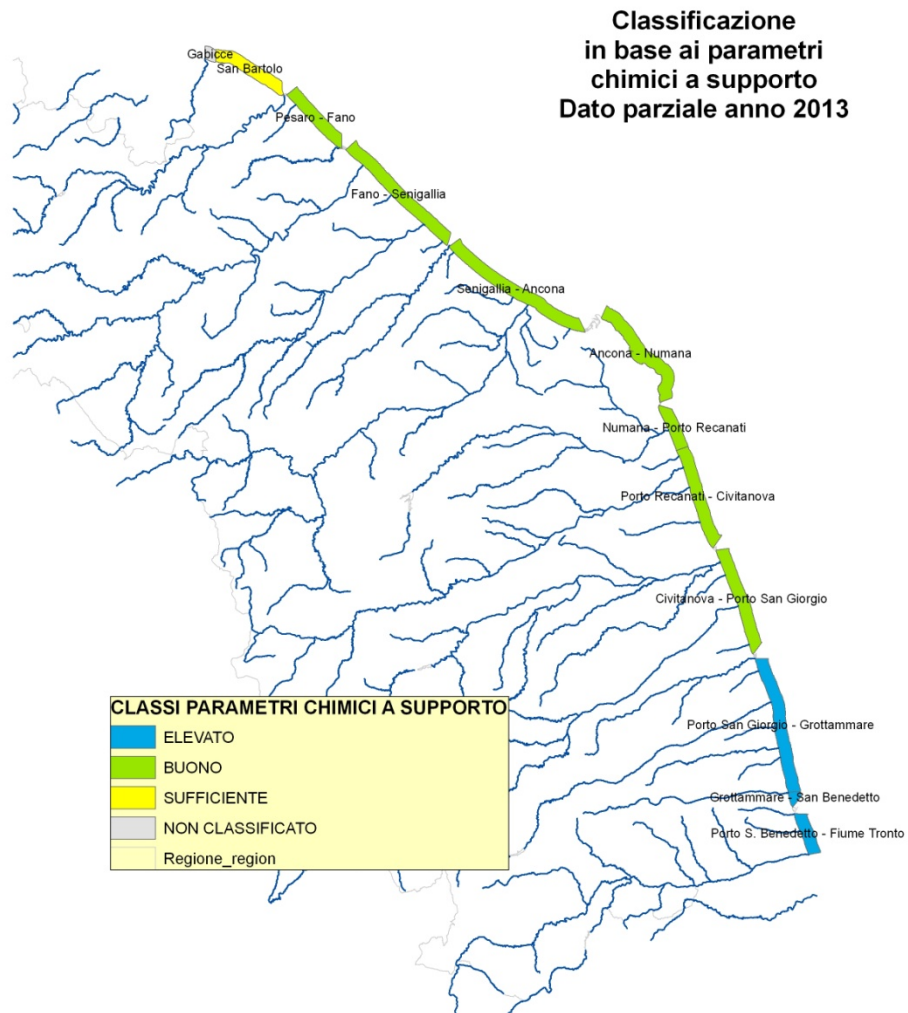 Classificazione
in base ai parametri
chimici a supporto
Dato parziale anno 2013
Gabicce
San Bartolo
Pesaro - Fano
Fano - Senigallia
Senigallia - Ancona
Ancona - Numana
Numana - Porto Recanati
Porto Recanati - Civitanova
Civitanova - Porto San Giorgio
Porto San Giorgio - Grottammare
Grottammare - San Benedetto
Porto S. Benedetto - Fiume Tronto
CLASSI PARAMETRI CHIMICI A SUPPORTO
ELEVATO
BUONO
SUFFICIENTE
NON CLASSIFICATO
Regione_region